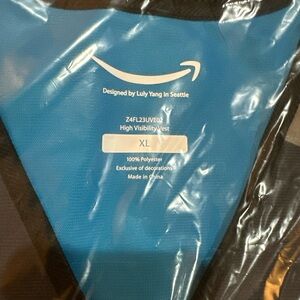 Designed by Luly Yang in Seattle
Z4FL23UVE02
High Visibility Vest
XL
100% Polyester
Exclusive of decorations
Made in China